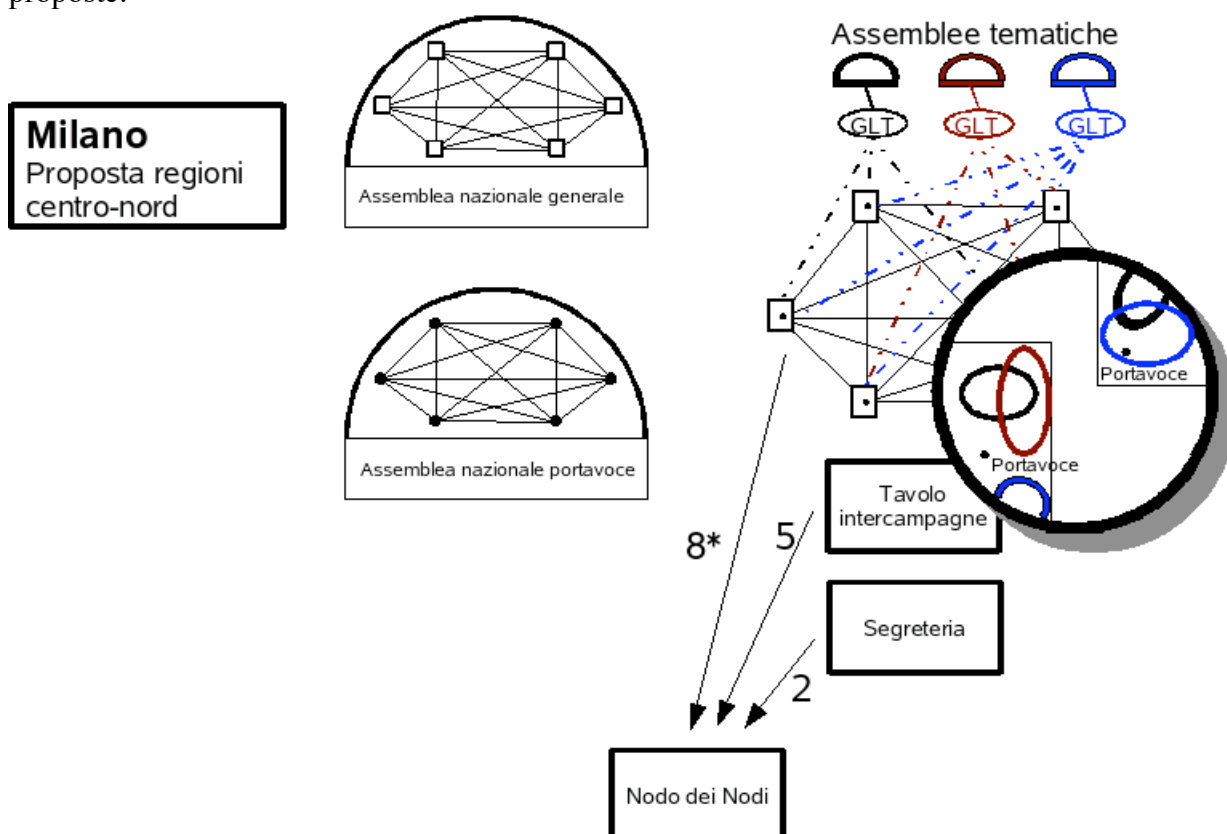 proposte.
Assemblee tematiche
Milano
Proposta regioni
centro-nord
GLT
GLT
GLT
Assemblea nazionale generale
Portavoce
Assemblea nazionale portavoce
Portavoce
Tavolo
intercampagne
8*
5
Segreteria
2
Nodo dei Nodi